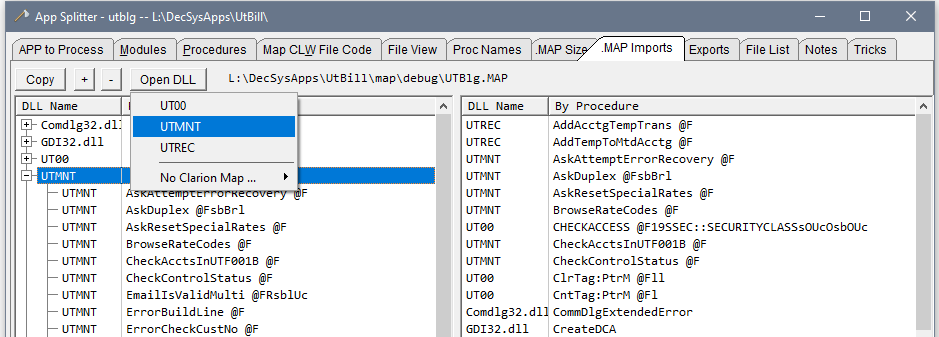 App Splitter - utblg -- L:\DecSysApps\UtBill\
APP to Process Modules Procedures Map CLW File Code File View Proc Names .MAP Size .MAP Imports Exports File List Notes Tricks
Copy + - Open DLL L:\DecSysApps\UtBill\map\debug\UTBlg.MAP
DLL Name
Comdlg32.dll
GDI32.dll
UT00
UTMNT
UTMNT AskAttemptErrorRecovery @F
UTMNT AskDuplex @FsbBrl
UTMNT AskResetSpecialRates @F
UTMNT BrowseRateCodes @F
UTMNT CheckAcctsInUTF001B @F
UTMNT CheckControlStatus @F
UTMNT EmailIsValidMulti @FRsblUc
UTMNT ErrorBuildLine @F
UTMNT ErrorCheckCustNo @F
UT00
UTMNT
UTREC
No Clarion Map ...
DLL Name By Procedure
UTREC AddAcctgTempTrans @F
UTREC AddTempToMtdAcctg @F
UTMNT AskAttemptErrorRecovery @F
UTMNT AskDuplex @FsbBrl
UTMNT AskResetSpecialRates @F
UTMNT BrowseRateCodes @F
UT00 CHECKACCESS @F19SSEC::SECURITYCLASSsOUcOsbOUc
UTMNT CheckAcctsInUTF001B @F
UTMNT CheckControlStatus @F
UT00 ClrTag:PtrM @Fll
UT00 CntTag:PtrM @Fl
Comdlg32.dll CommDlgExtendedError
GDI32.dll CreateDCA